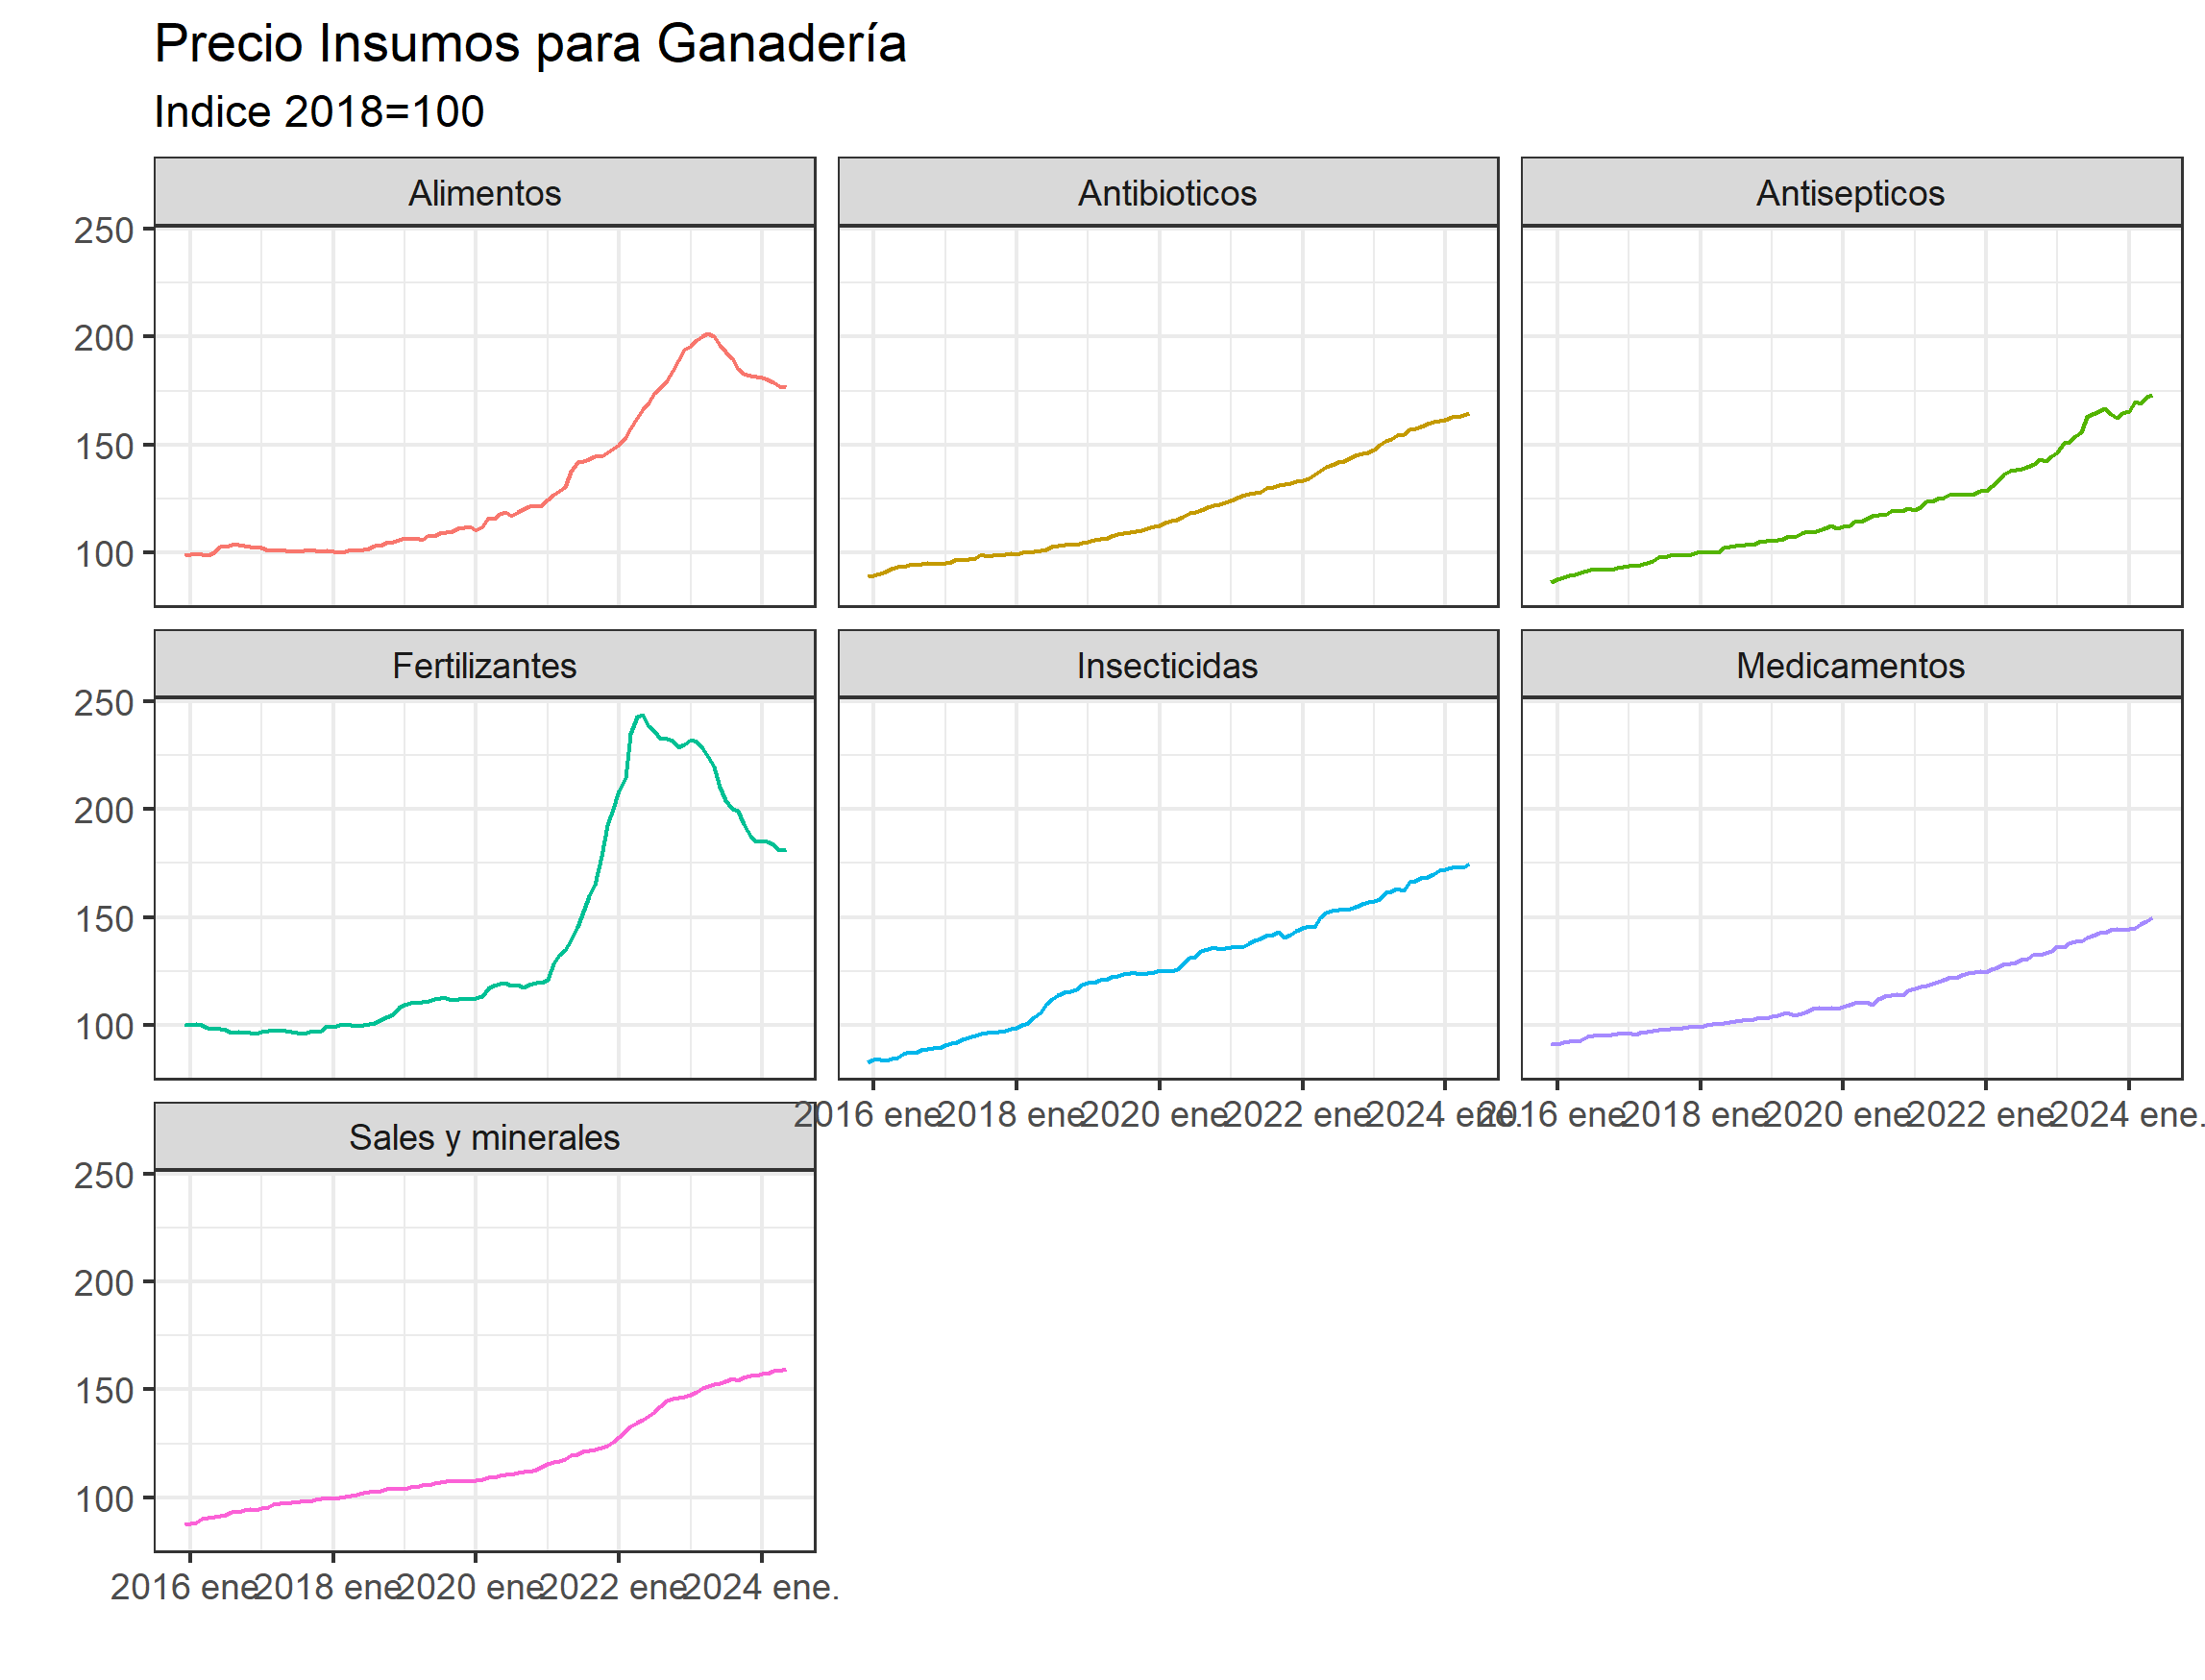 Precio Insumos para Ganadería
Indice 2018=100
Alimentos
Antibioticos
Antisepticos
250
200
150
100
Fertilizantes
Insecticidas
Medicamentos
250
200
150
100
2016 ene. 2018 ene. 2020 ene. 2022 ene. 2024 ene.
2016 ene. 2018 ene. 2020 ene. 2022 ene. 2024 ene.
Sales y minerales
250
200
150
100
2016 ene. 2018 ene. 2020 ene. 2022 ene. 2024 ene.